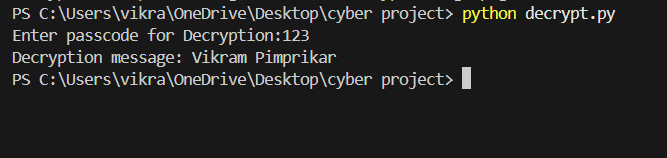 PS C:\Users\vikra\OneDrive\Desktop\cyber project> python decrypt.py
Enter passcode for Decryption:123
Decryption message: Vikram Pimprikar
PS C:\Users\vikra\OneDrive\Desktop\cyber project>